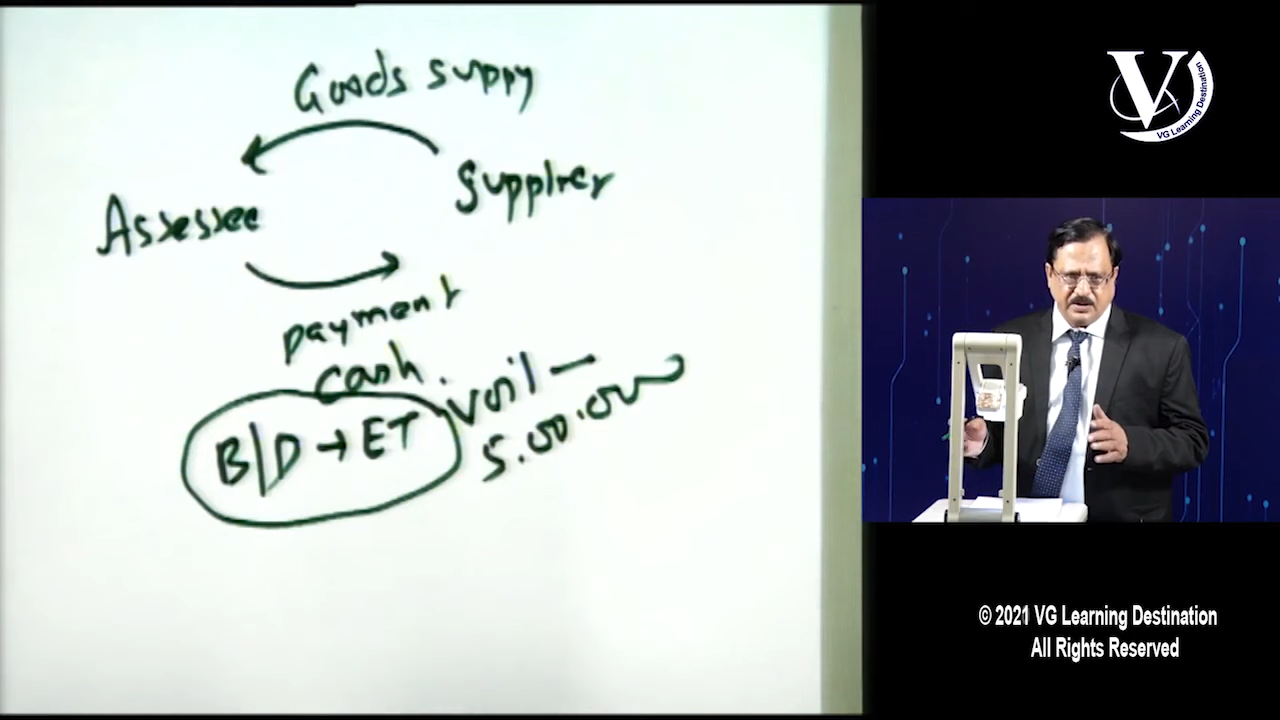 Goods suppy
Supplier
Assessee
payment
cash.
B/D → ET
5.00.000
V
VG Learning Destination
© 2021 VG Learning Destination
All Rights Reserved